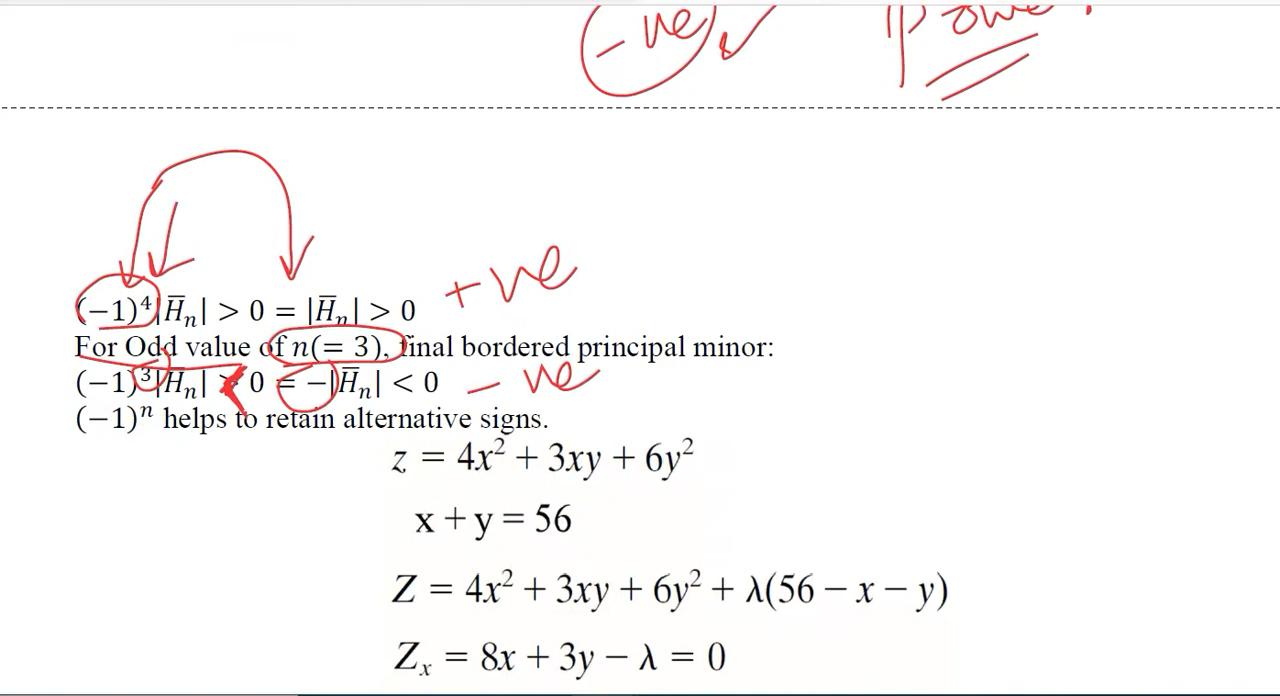 -ve Power.
(−1)⁴|H̅ₙ| > 0 = |H̅ₙ| > 0 +ve
For Odd value of n(= 3), final bordered principal minor:
(−1)³|H̅ₙ| < 0 = −|H̅ₙ| < 0 − ve
(−1)ⁿ helps to retain alternative signs.
z = 4x² + 3xy + 6y²
x + y = 56
Z = 4x² + 3xy + 6y² + λ(56 − x − y)
Zₓ = 8x + 3y − λ = 0